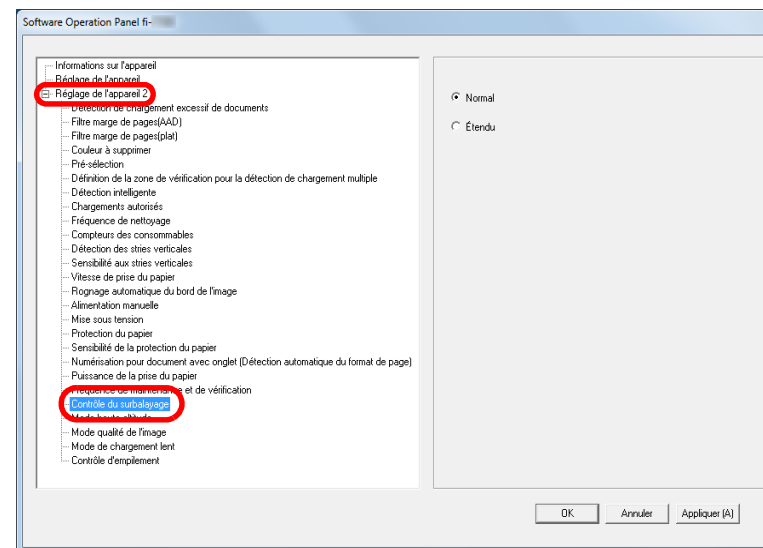 Software Operation Panel fi-
Informations sur l'appareil
Réglage de l'appareil
Réglage de l'appareil 2
Détection de chargement excessif de documents
Filtre marge de pages(AAD)
Filtre marge de pages(plat)
Couleur à supprimer
Pré-sélection
Définition de la zone de vérification pour la détection de chargement multiple
Détection intelligente
Chargements autorisés
Fréquence de nettoyage
Compteurs des consommables
Détection des stries verticales
Sensibilité aux stries verticales
Vitesse de prise du papier
Rognage automatique du bord de l'image
Alimentation manuelle
Mise sous tension
Protection du papier
Sensibilité de la protection du papier
Numérisation pour document avec onglet (Détection automatique du format de page)
Puissance de la prise du papier
Fréquence de maintenance et de vérification
Contrôle du surbalayage
Mode haute altitude
Mode qualité de l'image
Mode de chargement lent
Contrôle d'empilement
Normal
Étendu
OK Annuler Appliquer (A)